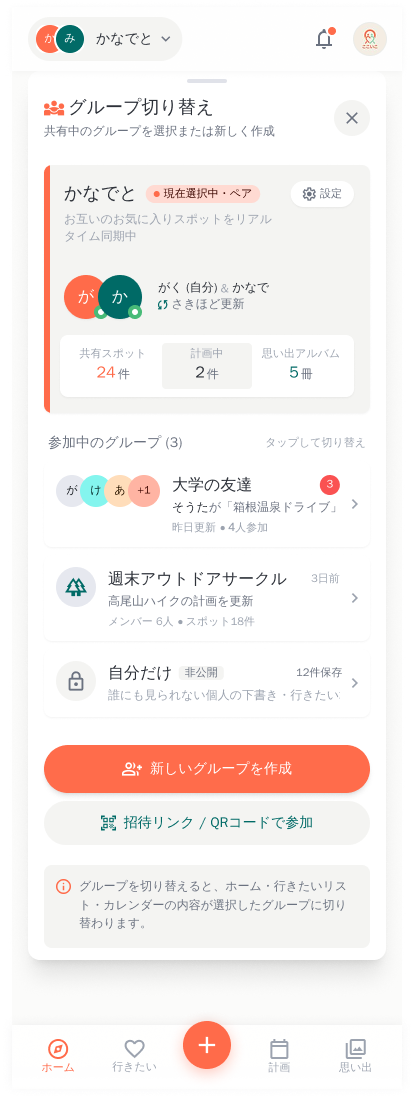 が み かなでと
ここいこ
グループ切り替え
共有中のグループを選択または新しく作成
かなでと 現在選択中・ペア 設定
お互いのお気に入りスポットをリアル
タイム同期中
が か がく (自分) & かなで
さきほど更新
共有スポット 計画中 思い出アルバム
24件 2件 5冊
参加中のグループ (3) タップして切り替え
が け あ +1 大学の友達 3
そうたが「箱根温泉ドライブ」
昨日更新 ● 4人参加
週末アウトドアサークル 3日前
高尾山ハイクの計画を更新
メンバー 6人 ● スポット18件
自分だけ 非公開 12件保存
誰にも見られない個人の下書き・行きたい
新しいグループを作成
招待リンク / QRコードで参加
グループを切り替えると、ホーム・行きたいリス
ト・カレンダーの内容が選択したグループに切り
替わります。
ホーム 行きたい 計画 思い出